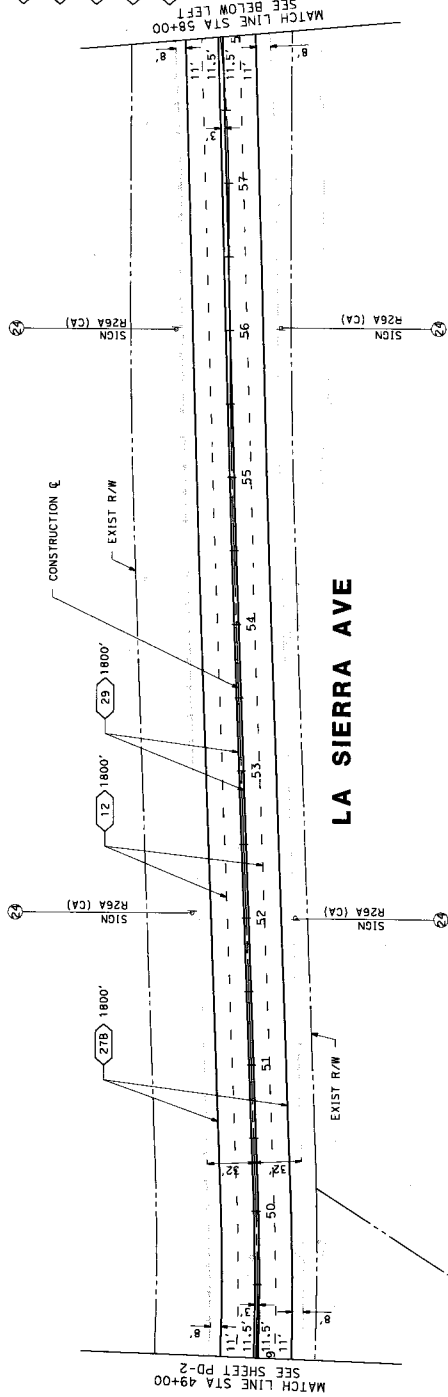 MATCH LINE STA 58+00
SEE BELOW LEFT
8'
11'
11.5'
11.5'
11'
8'
3'
5
57
24
SIGN
R26A (CA)
56
SIGN
R26A (CA)
24
55
CONSTRUCTION ℄
EXIST R/W
54
29 1800'
12 1800'
53
LA SIERRA AVE
24
SIGN
R26A (CA)
52
SIGN
R26A (CA)
24
27B 1800'
51
EXIST R/W
32'
32'
50
8'
11'
11.5'
3'
11.5'
11'
8'
9
MATCH LINE STA 49+00
SEE SHEET PD-2